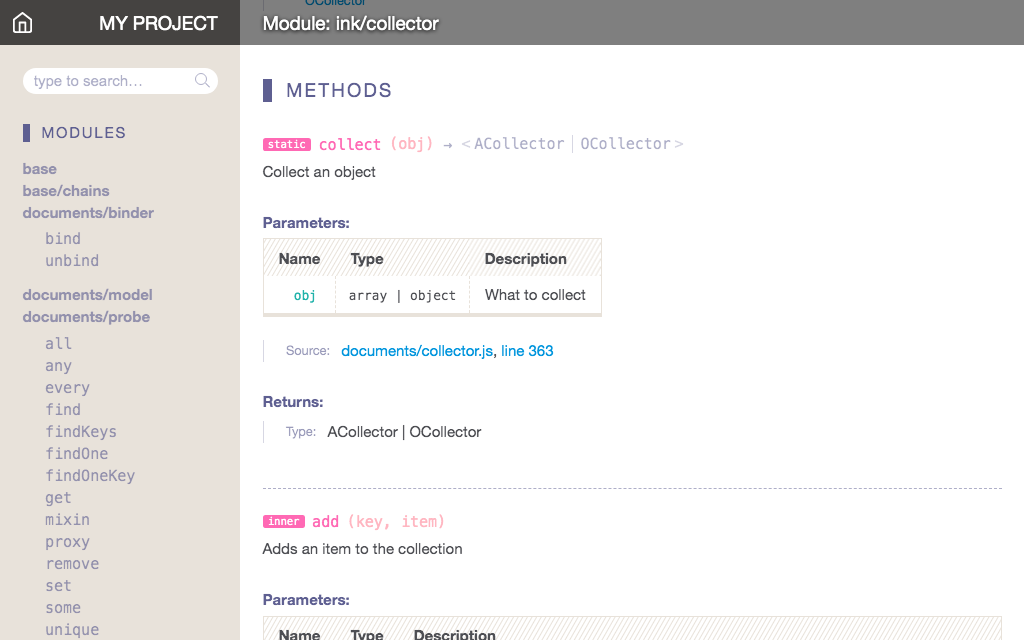 OCollector
MY PROJECT
Module: ink/collector
type to search...
MODULES
base
base/chains
documents/binder
bind
unbind
documents/model
documents/probe
all
any
every
find
findKeys
findOne
findOneKey
get
mixin
proxy
remove
set
some
unique
METHODS
static collect (obj) → <ACollector | OCollector>
Collect an object
Parameters:
Name Type Description
obj array | object What to collect
Source: documents/collector.js, line 363
Returns:
Type: ACollector | OCollector
inner add (key, item)
Adds an item to the collection
Parameters:
Name Type Description